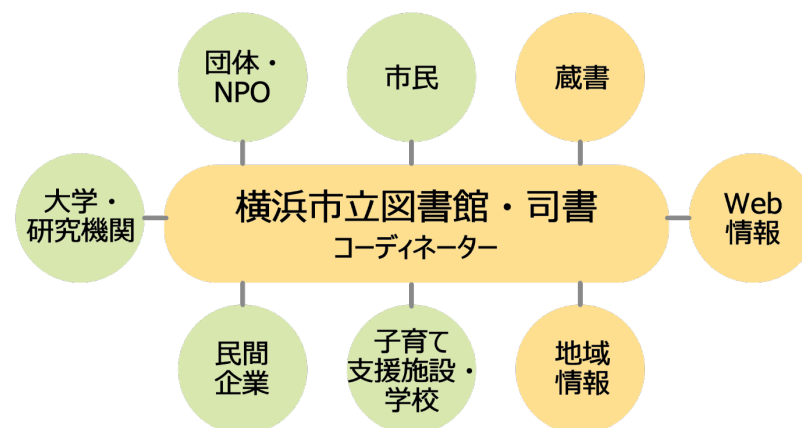 団体・
NPO
市民
蔵書
大学・
研究機関
横浜市立図書館・司書
コーディネーター
Web
情報
民間
企業
子育て
支援施設・
学校
地域
情報